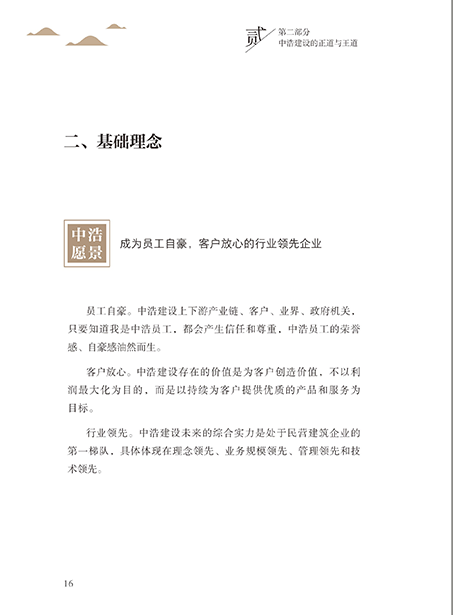 贰
第二部分
中浩建设的正道与王道
二、基础理念
中浩
愿景
成为员工自豪，客户放心的行业领先企业
员工自豪。中浩建设上下游产业链、客户、业界、政府机关，
只要知道我是中浩员工，都会产生信任和尊重，中浩员工的荣誉
感、自豪感油然而生。
客户放心。中浩建设存在的价值是为客户创造价值，不以利
润最大化为目的，而是以持续为客户提供优质的产品和服务为
目标。
行业领先。中浩建设未来的综合实力是处于民营建筑企业的
第一梯队，具体体现在理念领先、业务规模领先、管理领先和技
术领先。
16